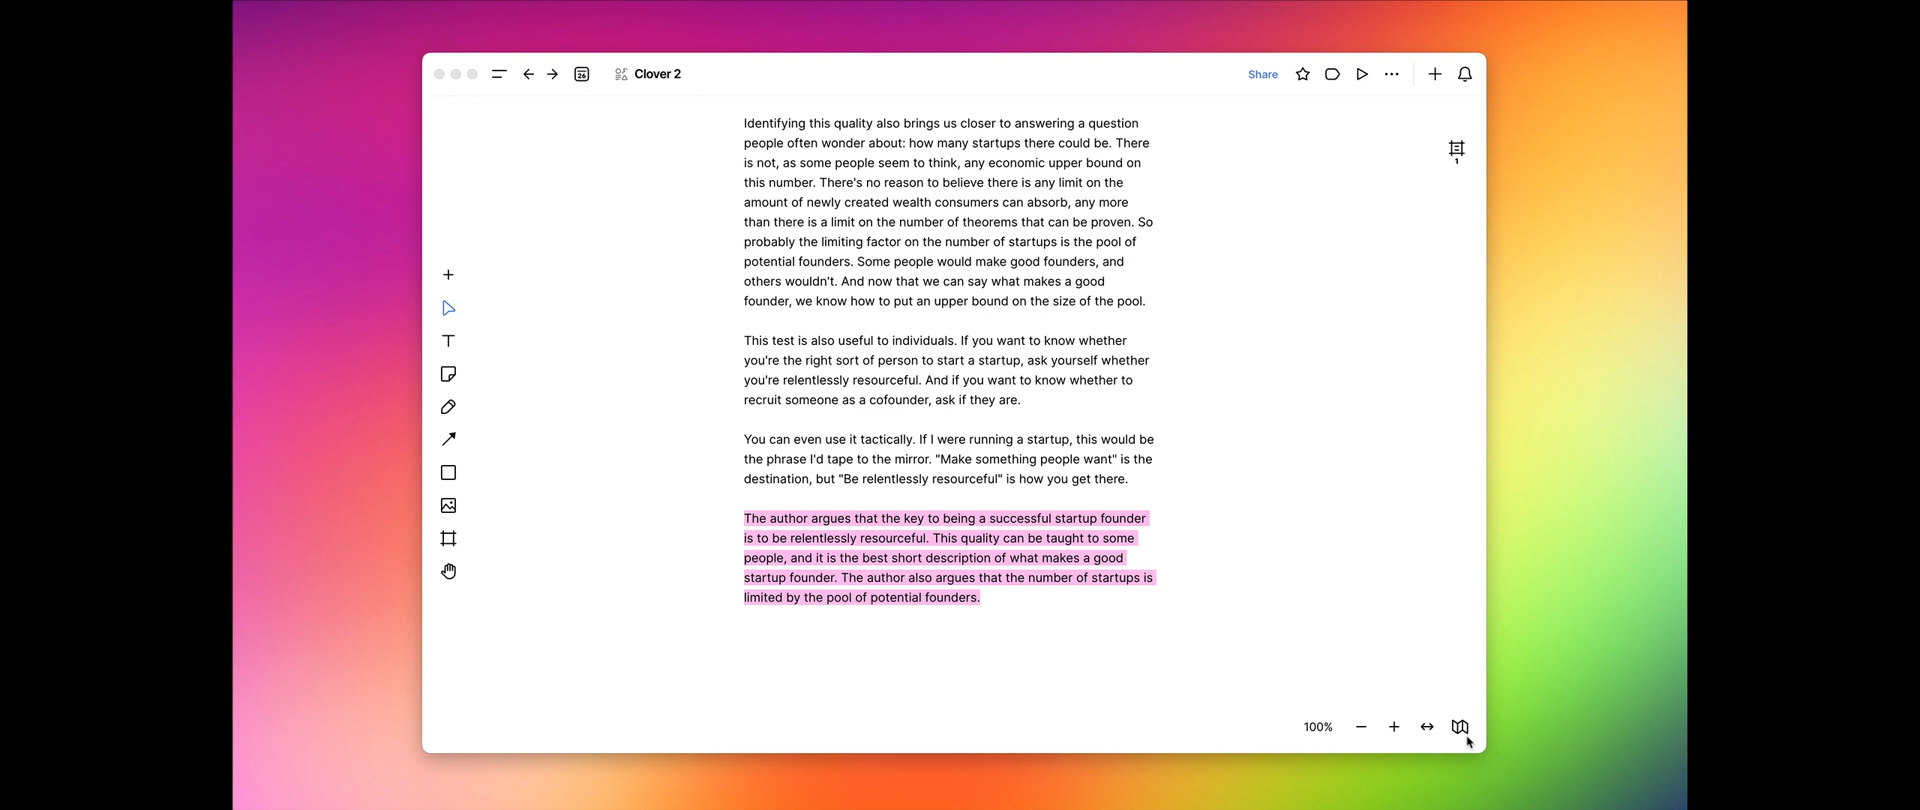 26
Clover 2
Share
1
Identifying this quality also brings us closer to answering a question
people often wonder about: how many startups there could be. There
is not, as some people seem to think, any economic upper bound on
this number. There's no reason to believe there is any limit on the
amount of newly created wealth consumers can absorb, any more
than there is a limit on the number of theorems that can be proven. So
probably the limiting factor on the number of startups is the pool of
potential founders. Some people would make good founders, and
others wouldn't. And now that we can say what makes a good
founder, we know how to put an upper bound on the size of the pool.
This test is also useful to individuals. If you want to know whether
you're the right sort of person to start a startup, ask yourself whether
you're relentlessly resourceful. And if you want to know whether to
recruit someone as a cofounder, ask if they are.
You can even use it tactically. If I were running a startup, this would be
the phrase I'd tape to the mirror. "Make something people want" is the
destination, but "Be relentlessly resourceful" is how you get there.
The author argues that the key to being a successful startup founder
is to be relentlessly resourceful. This quality can be taught to some
people, and it is the best short description of what makes a good
startup founder. The author also argues that the number of startups is
limited by the pool of potential founders.
100%